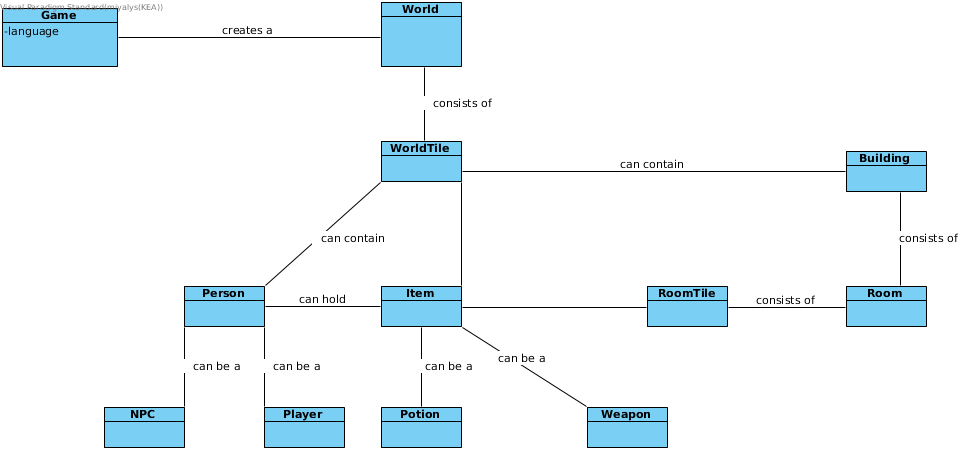 Visual Paradigm Standard(miyalys(KEA))
Game
-language
creates a
World
consists of
WorldTile
can contain
Building
can contain
consists of
Person
can hold
Item
RoomTile
consists of
Room
can be a
can be a
can be a
can be a
NPC
Player
Potion
Weapon